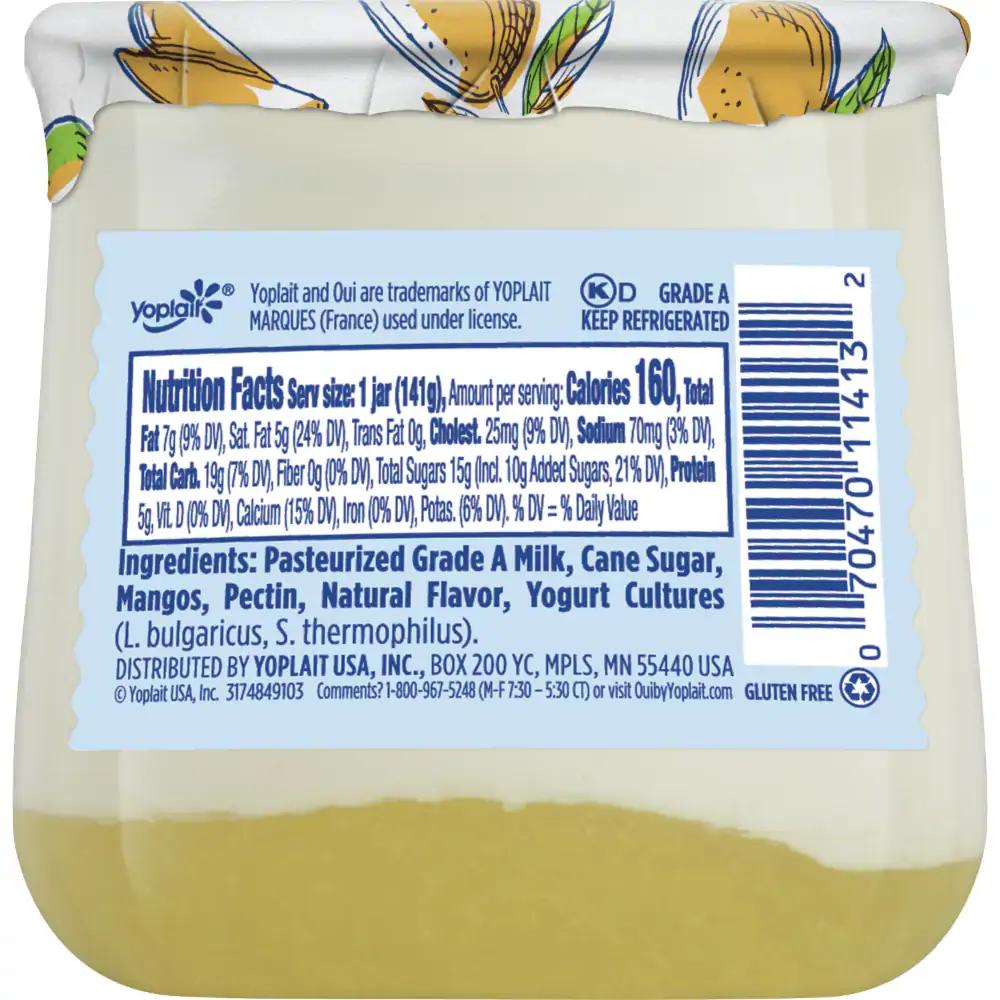 Yoplait®
Yoplait and Oui are trademarks of YOPLAIT
MARQUES (France) used under license.
K D GRADE A
KEEP REFRIGERATED
Nutrition Facts Serv size: 1 jar (141g), Amount per serving: Calories 160, Total
Fat 7g (9% DV), Sat. Fat 5g (24% DV), Trans Fat 0g, Cholest. 25mg (9% DV), Sodium 70mg (3% DV),
Total Carb. 19g (7% DV), Fiber 0g (0% DV), Total Sugars 15g (Incl. 10g Added Sugars, 21% DV), Protein
5g, Vit. D (0% DV), Calcium (15% DV), Iron (0% DV), Potas. (6% DV). % DV = % Daily Value
Ingredients: Pasteurized Grade A Milk, Cane Sugar,
Mangos, Pectin, Natural Flavor, Yogurt Cultures
(L. bulgaricus, S. thermophilus).
DISTRIBUTED BY YOPLAIT USA, INC., BOX 200 YC, MPLS, MN 55440 USA
© Yoplait USA, Inc. 3174849103 Comments? 1-800-967-5248 (M-F 7:30 – 5:30 CT) or visit OuibyYoplait.com
GLUTEN FREE
0 70470 11413 2